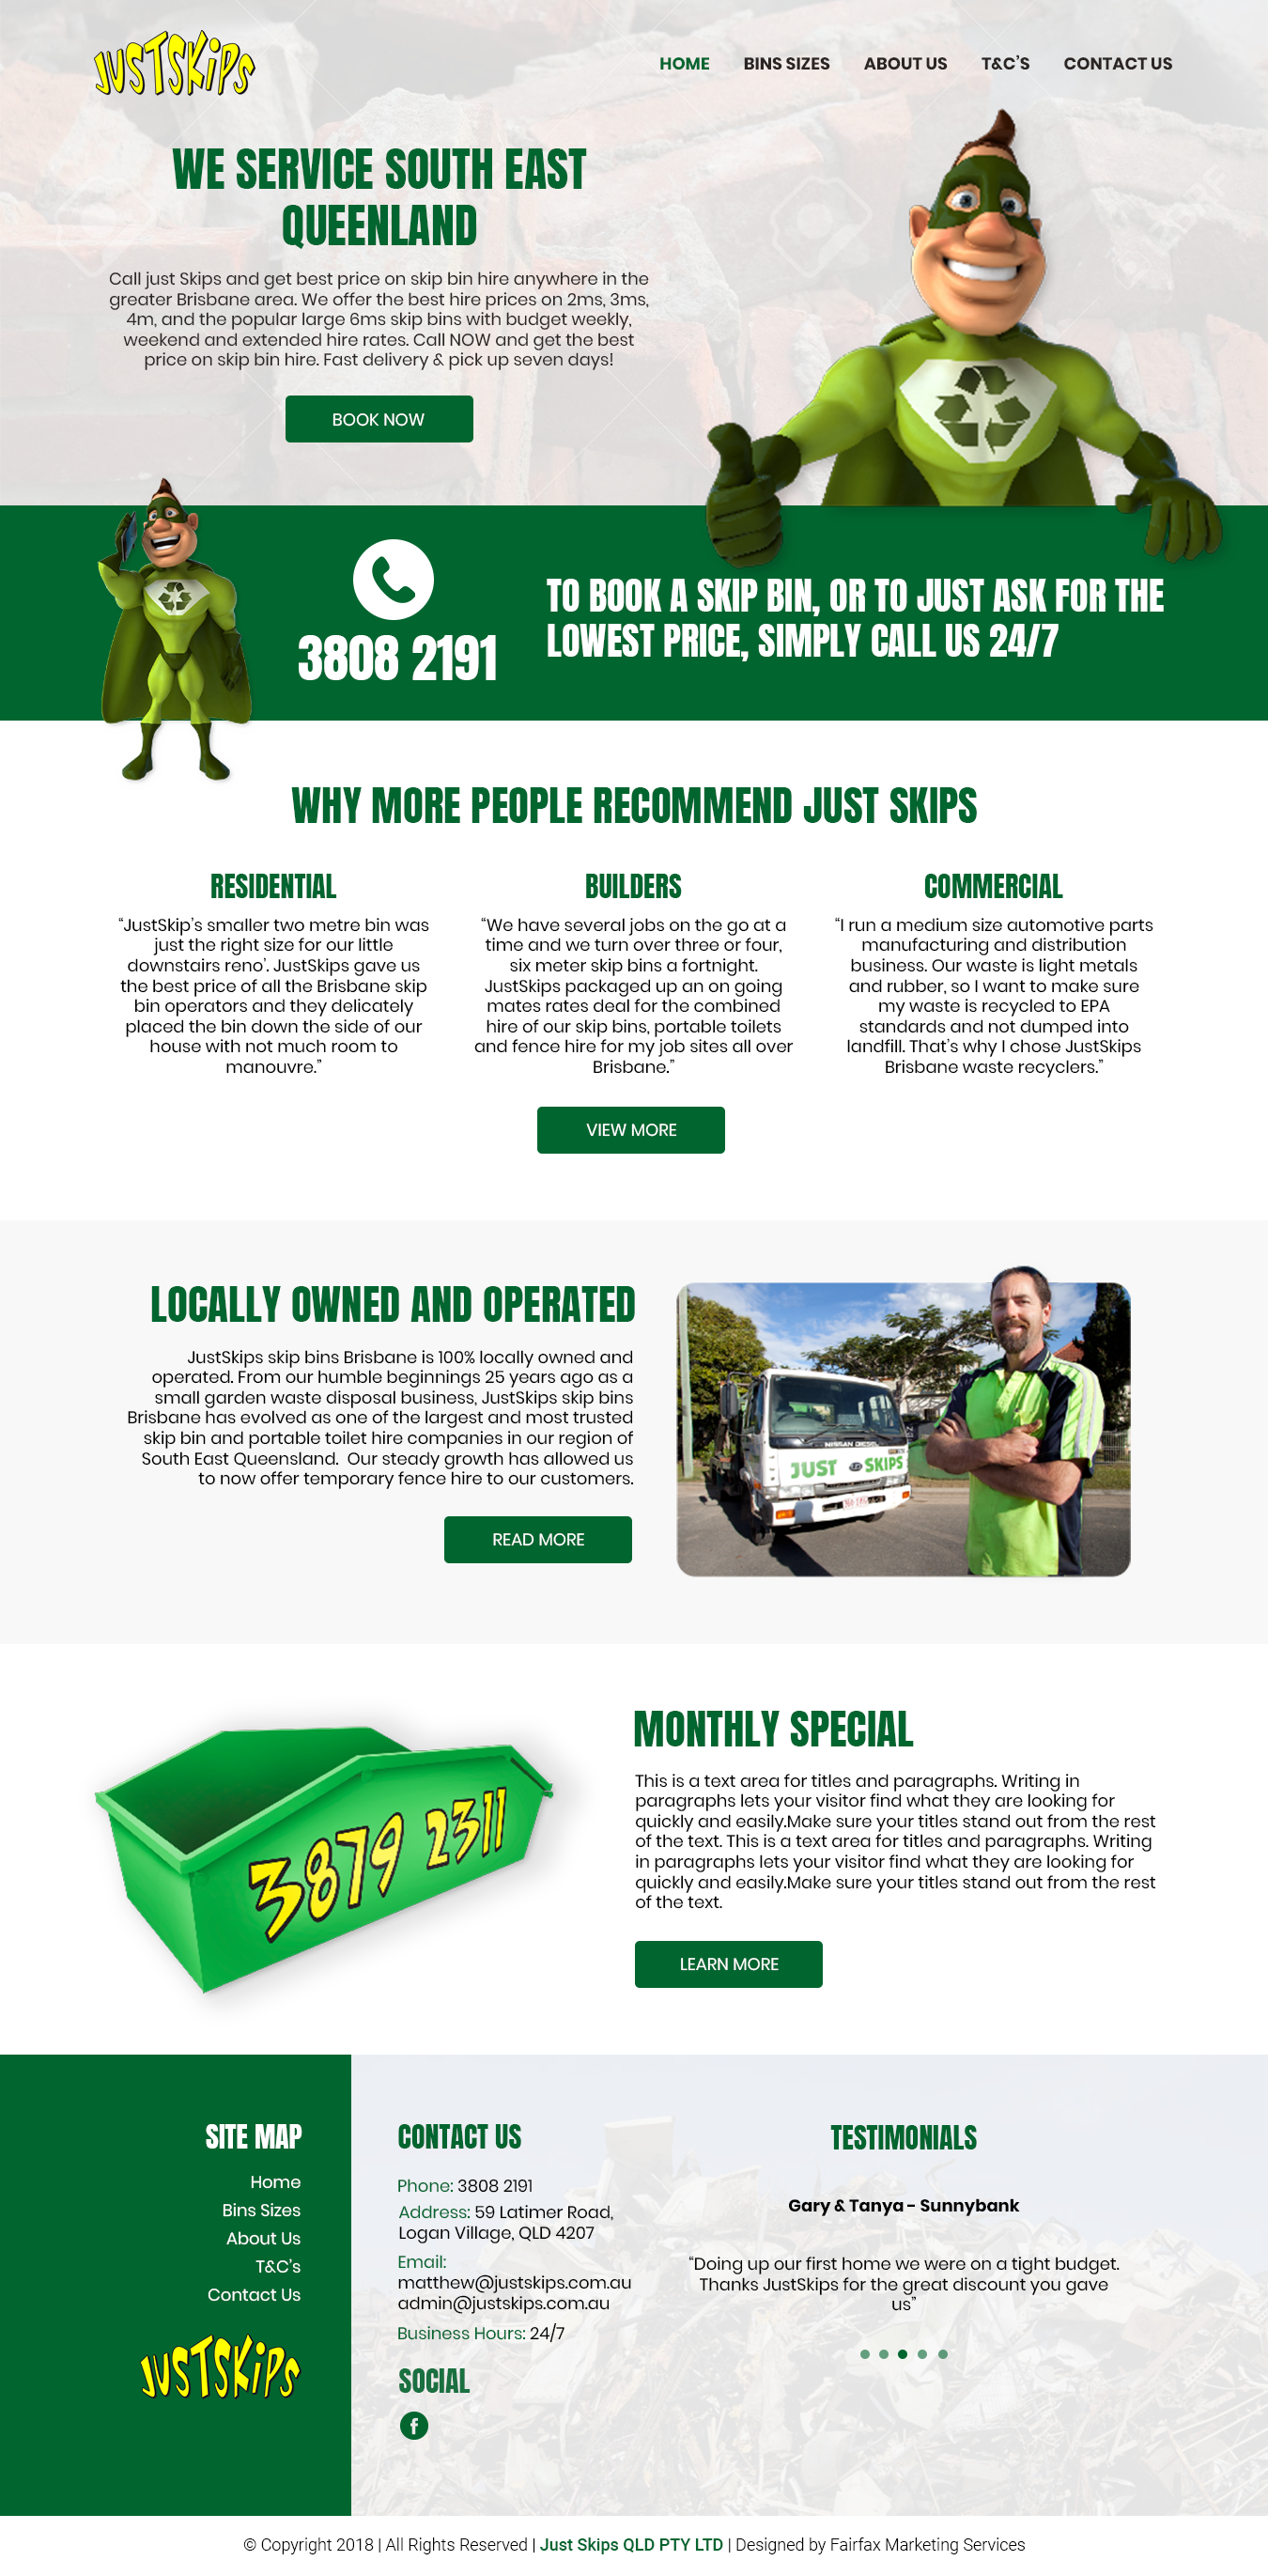 JUSTSKIPS
HOME BINS SIZES ABOUT US T&C'S CONTACT US
WE SERVICE SOUTH EAST
QUEENLAND
Call just Skips and get best price on skip bin hire anywhere in the
greater Brisbane area. We offer the best hire prices on 2ms, 3ms,
4m, and the popular large 6ms skip bins with budget weekly,
weekend and extended hire rates. Call NOW and get the best
price on skip bin hire. Fast delivery & pick up seven days!
BOOK NOW
3808 2191
TO BOOK A SKIP BIN, OR TO JUST ASK FOR THE
LOWEST PRICE, SIMPLY CALL US 24/7
WHY MORE PEOPLE RECOMMEND JUST SKIPS
RESIDENTIAL
“JustSkip's smaller two metre bin was
just the right size for our little
downstairs reno'. JustSkips gave us
the best price of all the Brisbane skip
bin operators and they delicately
placed the bin down the side of our
house with not much room to
manouvre.”
BUILDERS
“We have several jobs on the go at a
time and we turn over three or four,
six meter skip bins a fortnight.
JustSkips packaged up an on going
mates rates deal for the combined
hire of our skip bins, portable toilets
and fence hire for my job sites all over
Brisbane.”
COMMERCIAL
“I run a medium size automotive parts
manufacturing and distribution
business. Our waste is light metals
and rubber, so I want to make sure
my waste is recycled to EPA
standards and not dumped into
landfill. That's why I chose JustSkips
Brisbane waste recyclers.”
VIEW MORE
LOCALLY OWNED AND OPERATED
JustSkips skip bins Brisbane is 100% locally owned and
operated. From our humble beginnings 25 years ago as a
small garden waste disposal business, JustSkips skip bins
Brisbane has evolved as one of the largest and most trusted
skip bin and portable toilet hire companies in our region of
South East Queensland. Our steady growth has allowed us
to now offer temporary fence hire to our customers.
READ MORE
NISSAN DIESEL
JUST SKIPS
MONTHLY SPECIAL
This is a text area for titles and paragraphs. Writing in
paragraphs lets your visitor find what they are looking for
quickly and easily.Make sure your titles stand out from the rest
of the text. This is a text area for titles and paragraphs. Writing
in paragraphs lets your visitor find what they are looking for
quickly and easily.Make sure your titles stand out from the rest
of the text.
LEARN MORE
3879 2311
SITE MAP
Home
Bins Sizes
About Us
T&C's
Contact Us
JUSTSKIPS
CONTACT US
Phone: 3808 2191
Address: 59 Latimer Road,
Logan Village, QLD 4207
Email:
matthew@justskips.com.au
admin@justskips.com.au
Business Hours: 24/7
SOCIAL
f
TESTIMONIALS
Gary & Tanya - Sunnybank
“Doing up our first home we were on a tight budget.
Thanks JustSkips for the great discount you gave
us”
© Copyright 2018 | All Rights Reserved | Just Skips QLD PTY LTD | Designed by Fairfax Marketing Services